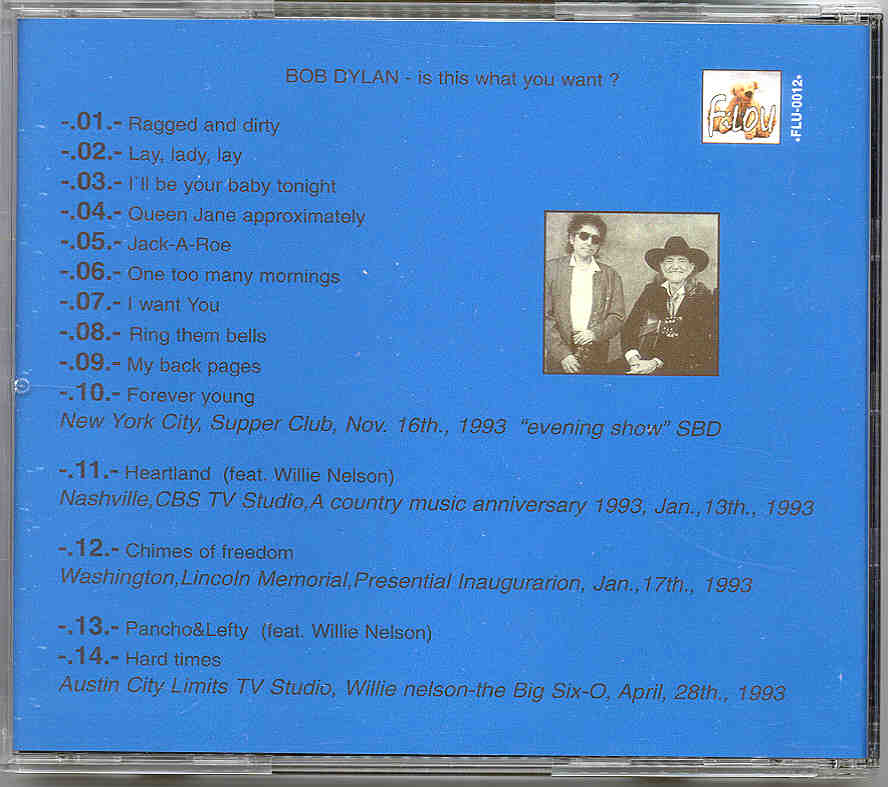 BOB DYLAN - is this what you want ?
FLOU
•FLU-0012•
-.01.- Ragged and dirty
-.02.- Lay, lady, lay
-.03.- I´ll be your baby tonight
-.04.- Queen Jane approximately
-.05.- Jack-A-Roe
-.06.- One too many mornings
-.07.- I want You
-.08.- Ring them bells
-.09.- My back pages
-.10.- Forever young
New York City, Supper Club, Nov. 16th., 1993 "evening show" SBD
-.11.- Heartland (feat. Willie Nelson)
Nashville,CBS TV Studio,A country music anniversary 1993, Jan.,13th., 1993
-.12.- Chimes of freedom
Washington,Lincoln Memorial,Presential Inaugurarion, Jan.,17th., 1993
-.13.- Pancho&Lefty (feat. Willie Nelson)
-.14.- Hard times
Austin City Limits TV Studio, Willie nelson-the Big Six-O, April, 28th., 1993